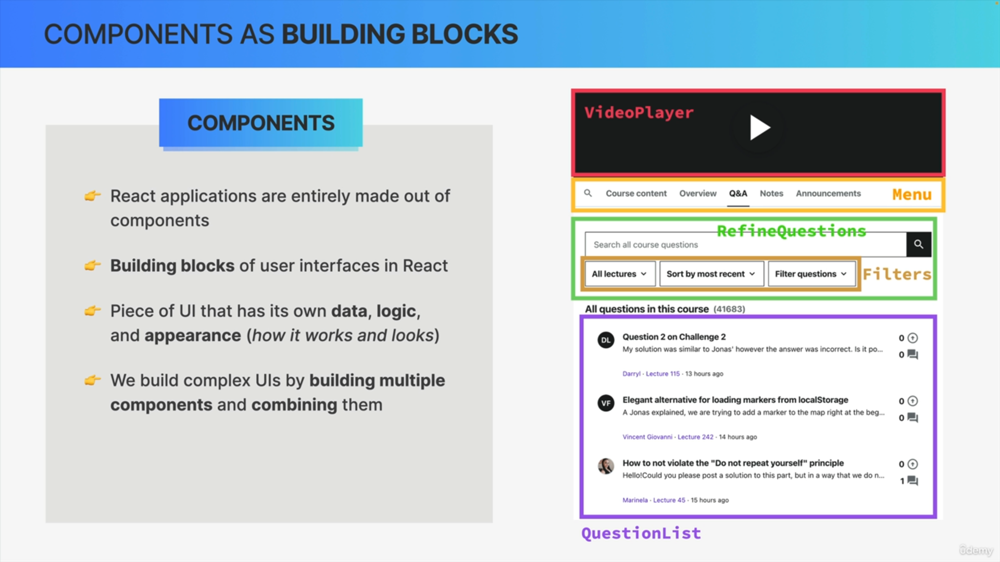 COMPONENTS AS BUILDING BLOCKS
COMPONENTS
👉 React applications are entirely made out of
components
👉 Building blocks of user interfaces in React
👉 Piece of UI that has its own data, logic,
and appearance (how it works and looks)
👉 We build complex UIs by building multiple
components and combining them
VideoPlayer
Course content Overview Q&A Notes Announcements Menu
RefineQuestions
Search all course questions
All lectures Sort by most recent Filter questions Filters
All questions in this course (41683)
DL Question 2 on Challenge 2 0
My solution was similar to Jonas' however the answer was incorrect. Is it po... 0
Darryl · Lecture 115 · 13 hours ago
VF Elegant alternative for loading markers from localStorage 0
A Jonas explained, we are trying to add a marker to the map right at the beg... 0
Vincent Giovanni · Lecture 242 · 14 hours ago
How to not violate the "Do not repeat yourself" principle 0
Hello!Could you please post a solution to this part, but in a way that we do n... 1
Marinela · Lecture 45 · 15 hours ago
QuestionList
ûdemy